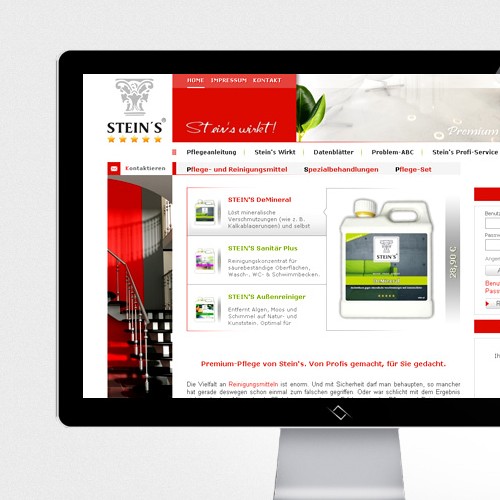 HOME IMPRESSUM KONTAKT
STEIN'S®
Stein's wirkt!
Premium
Pflegeanleitung Stein's Wirkt Datenblätter Problem-ABC Stein's Profi-Service
Kontaktieren
Pflege- und Reinigungsmittel Spezialbehandlungen Pflege-Set
STEIN'S DeMineral
Löst mineralische
Verschmutzungen (wie z. B.
Kalkablagerungen) und selbst
STEIN'S Sanitär Plus
Reinigungskonzentrat für
säurebeständige Oberflächen,
Wasch-, WC- & Schwimmbecken.
STEIN'S Außenreiniger
Entfernt Algen, Moos und
Schimmel auf Natur- und
Kunststein. Optimal für
STEIN'S
28,90 €
Benutz
Passw
Angem
A
Benu
Pass
R
Premium-Pflege von Stein's. Von Profis gemacht, für Sie gedacht.
Ih
Die Vielfalt an Reinigungsmitteln ist enorm. Und mit Sicherheit darf man behaupten, so mancher
hat gerade deswegen schon einmal zum falschen gegriffen. Oder war schlicht mit dem Ergebnis